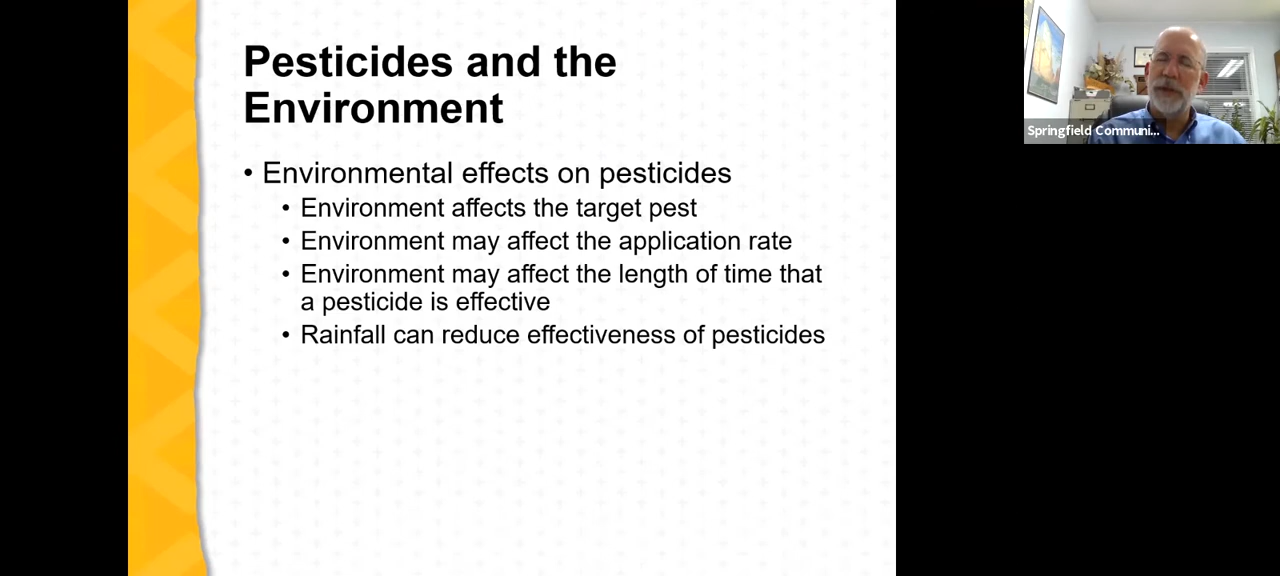 Pesticides and the
Environment
• Environmental effects on pesticides
• Environment affects the target pest
• Environment may affect the application rate
• Environment may affect the length of time that
a pesticide is effective
• Rainfall can reduce effectiveness of pesticides
Springfield Communi...